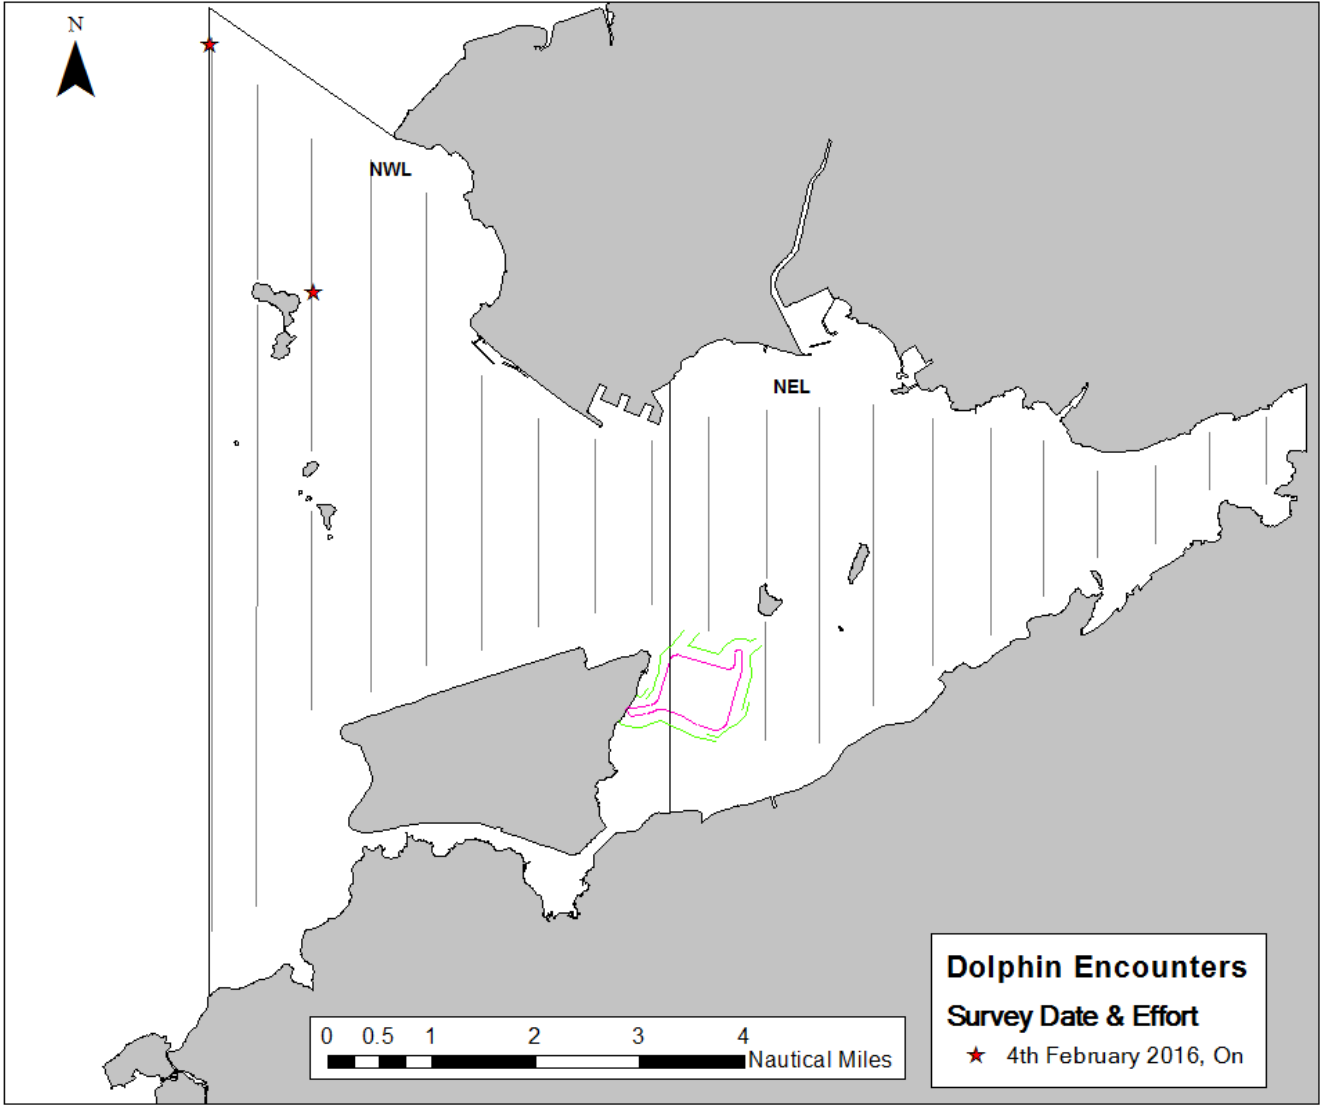 N
NWL
NEL
Dolphin Encounters
Survey Date & Effort
4th February 2016, On
0 0.5 1 2 3 4
Nautical Miles